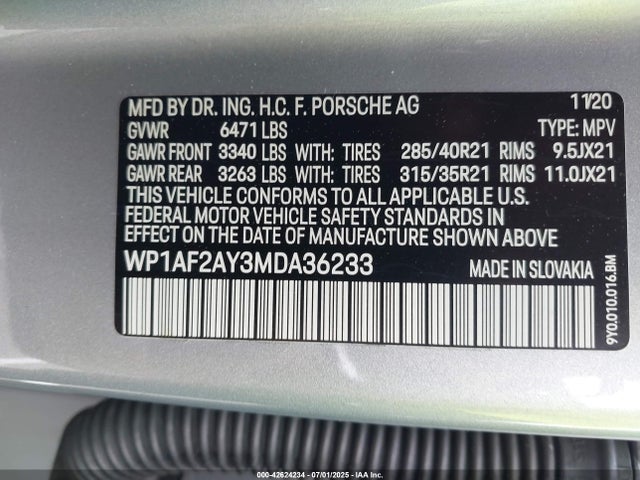 MFD BY DR. ING. H.C. F. PORSCHE AG 11/20
GVWR 6471 LBS TYPE: MPV
GAWR FRONT 3340 LBS WITH: TIRES 285/40R21 RIMS 9.5JX21
GAWR REAR 3263 LBS WITH: TIRES 315/35R21 RIMS 11.0JX21
THIS VEHICLE CONFORMS TO ALL APPLICABLE U.S.
FEDERAL MOTOR VEHICLE SAFETY STANDARDS IN
EFFECT ON THE DATE OF MANUFACTURE SHOWN ABOVE
WP1AF2AY3MDA36233 MADE IN SLOVAKIA
9Y0.010.016.BM
000-42624234 - 07/01/2025 - IAA Inc.